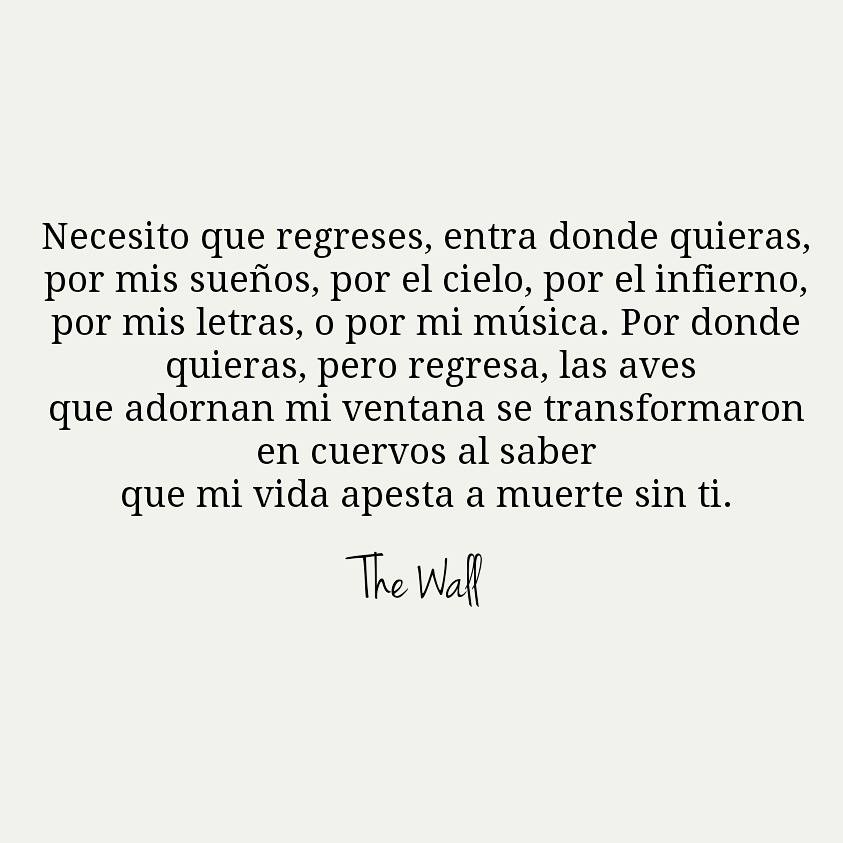 Necesito que regreses, entra donde quieras,
por mis sueños, por el cielo, por el infierno,
por mis letras, o por mi música. Por donde
quieras, pero regresa, las aves
que adornan mi ventana se transformaron
en cuervos al saber
que mi vida apesta a muerte sin ti.
The Wall